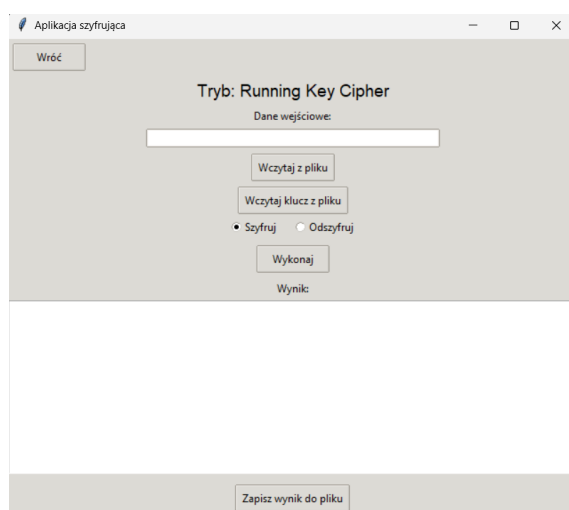 Aplikacja szyfrująca
Wróć
Tryb: Running Key Cipher
Dane wejściowe:
Wczytaj z pliku
Wczytaj klucz z pliku
Szyfruj Odszyfruj
Wykonaj
Wynik:
Zapisz wynik do pliku